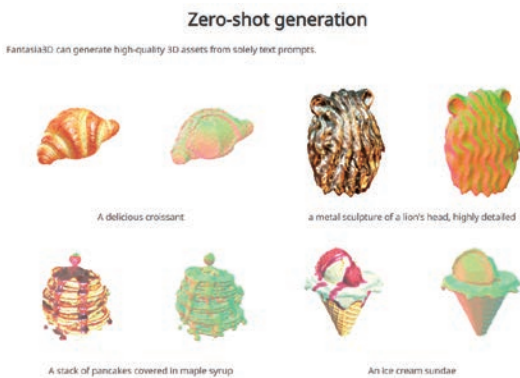 Zero-shot generation
Fantasia3D can generate high-quality 3D assets from solely text prompts.
A delicious croissant
a metal sculpture of a lion's head, highly detailed
A stack of pancakes covered in maple syrup
An ice cream sundae